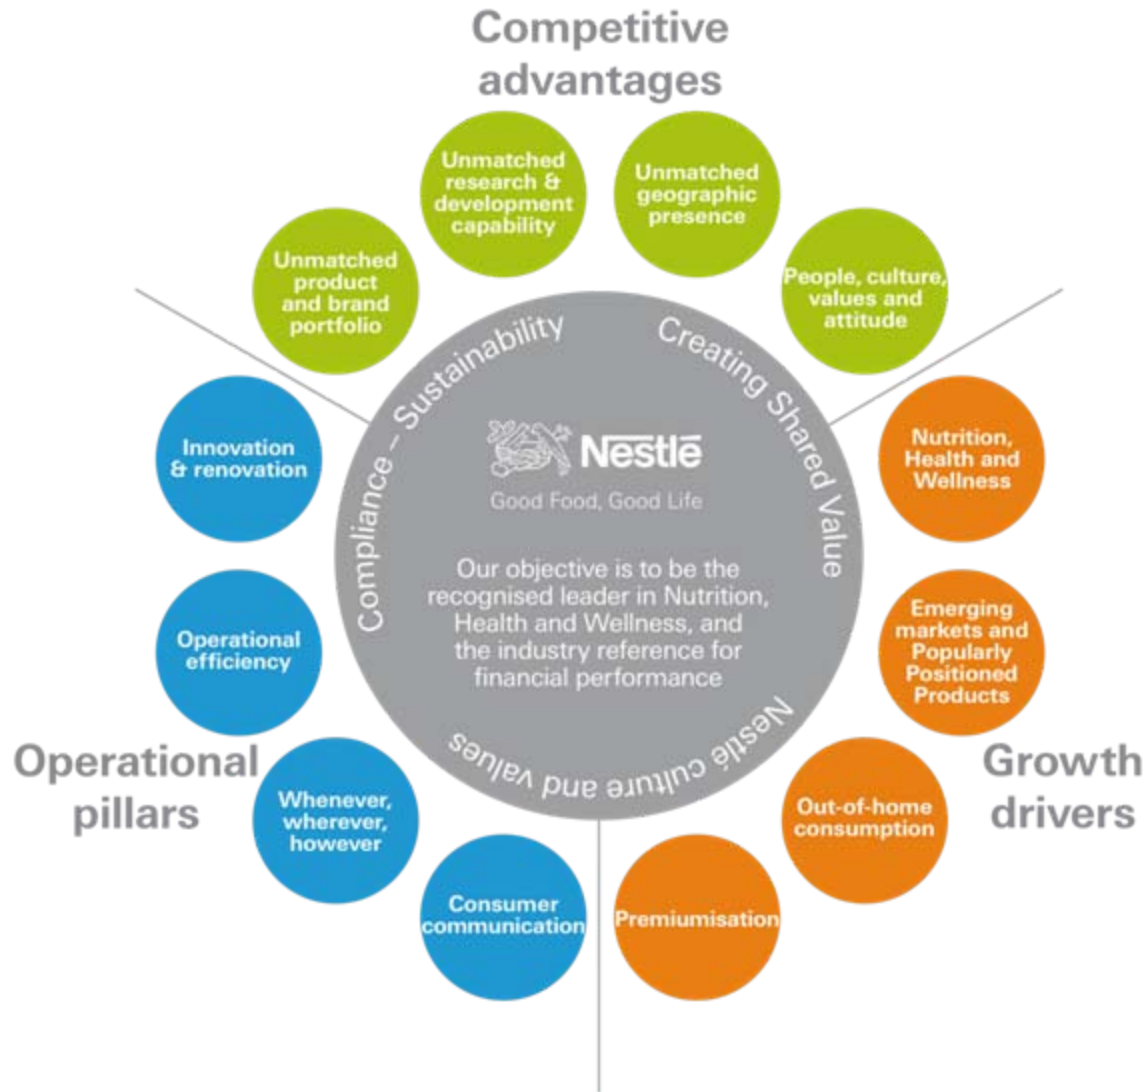 Competitive
advantages
Unmatched
research &
development
capability
Unmatched
geographic
presence
Unmatched
product
and brand
portfolio
People, culture,
values and
attitude
Compliance – Sustainability
Creating Shared Value
Nestlé culture and values
Nestlé
Good Food, Good Life
Our objective is to be the
recognised leader in Nutrition,
Health and Wellness, and
the industry reference for
financial performance
Innovation
& renovation
Operational
efficiency
Whenever,
wherever,
however
Consumer
communication
Operational
pillars
Nutrition,
Health and
Wellness
Emerging
markets and
Popularly
Positioned
Products
Out-of-home
consumption
Premiumisation
Growth
drivers